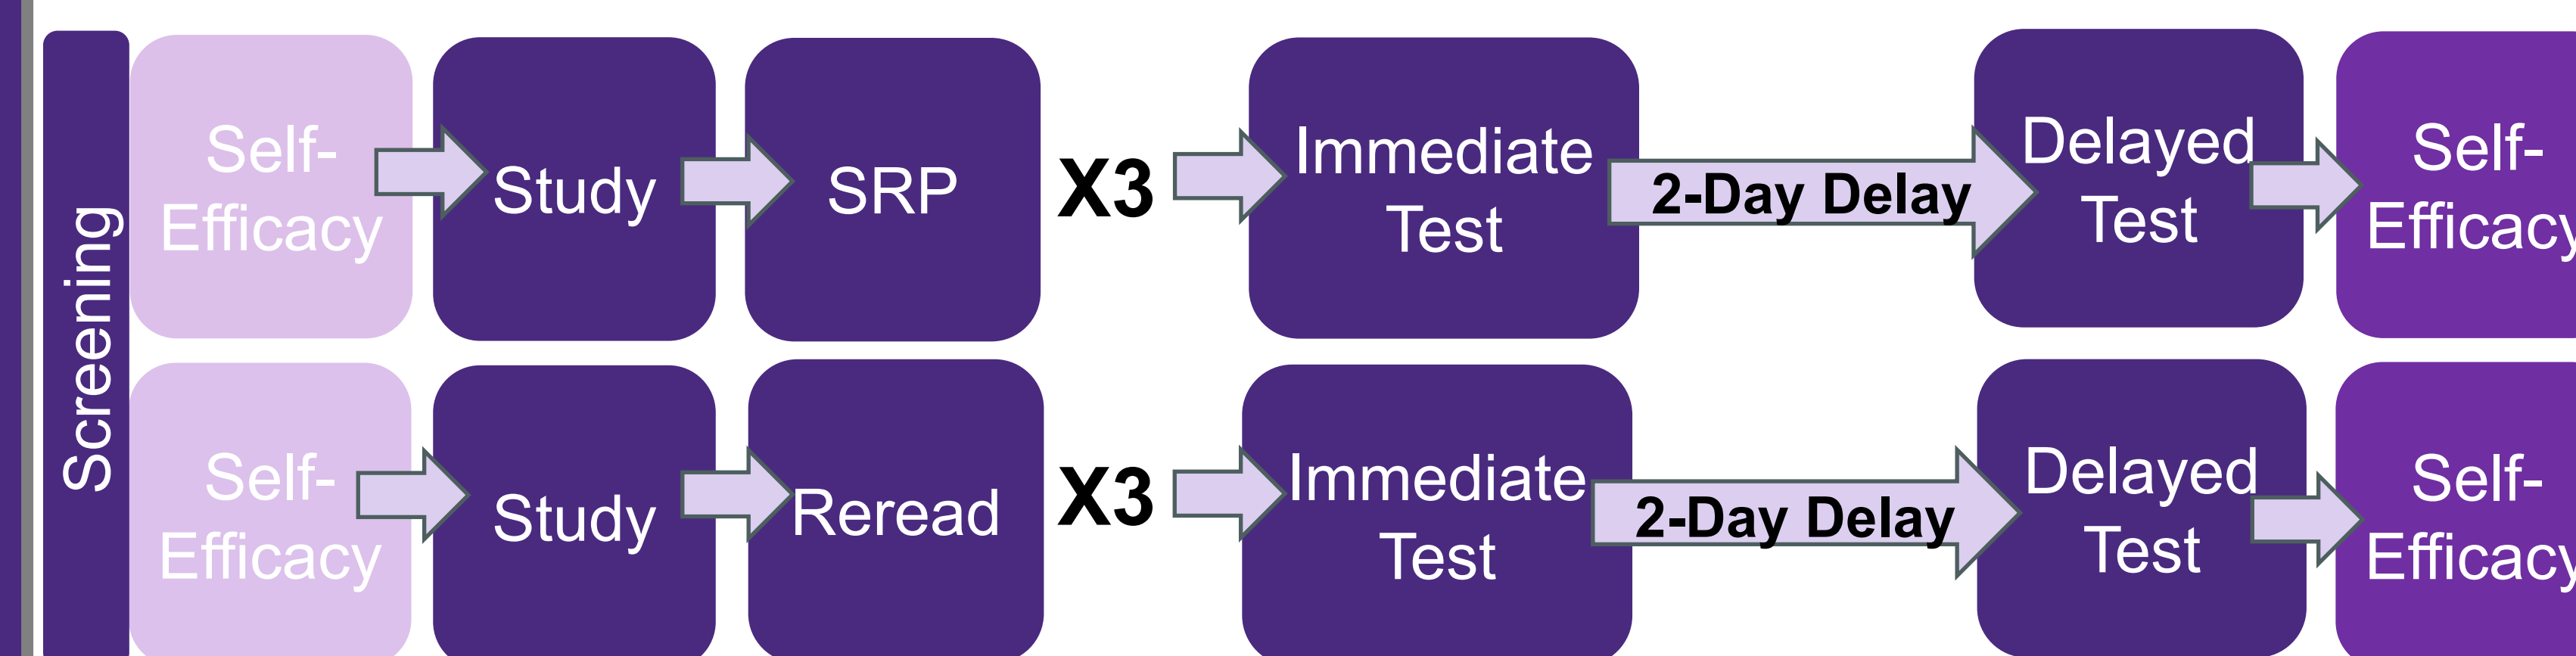 Screening
Self-
Efficacy
Study
SRP
X3
Immediate
Test
2-Day Delay
Delayed
Test
Self-
Efficacy
Self-
Efficacy
Study
Reread
X3
Immediate
Test
2-Day Delay
Delayed
Test
Self-
Efficacy